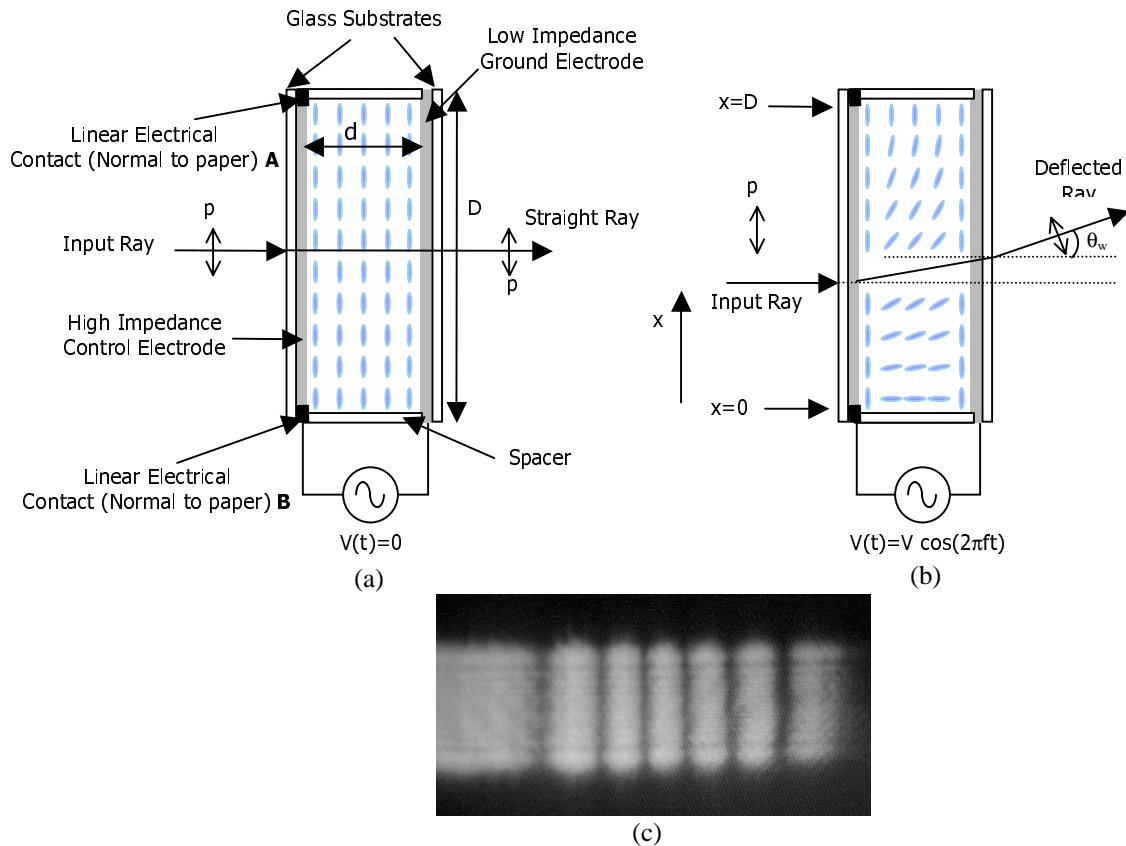 Glass Substrates
Low Impedance
Ground Electrode
Linear Electrical
Contact (Normal to paper) A
d
D
p
Input Ray
Straight Ray
p
High Impedance
Control Electrode
Linear Electrical
Contact (Normal to paper) B
Spacer
V(t)=0
(a)
x=D
p
Deflected
Ray
θw
Input Ray
x
x=0
V(t)=V cos(2πft)
(b)
(c)